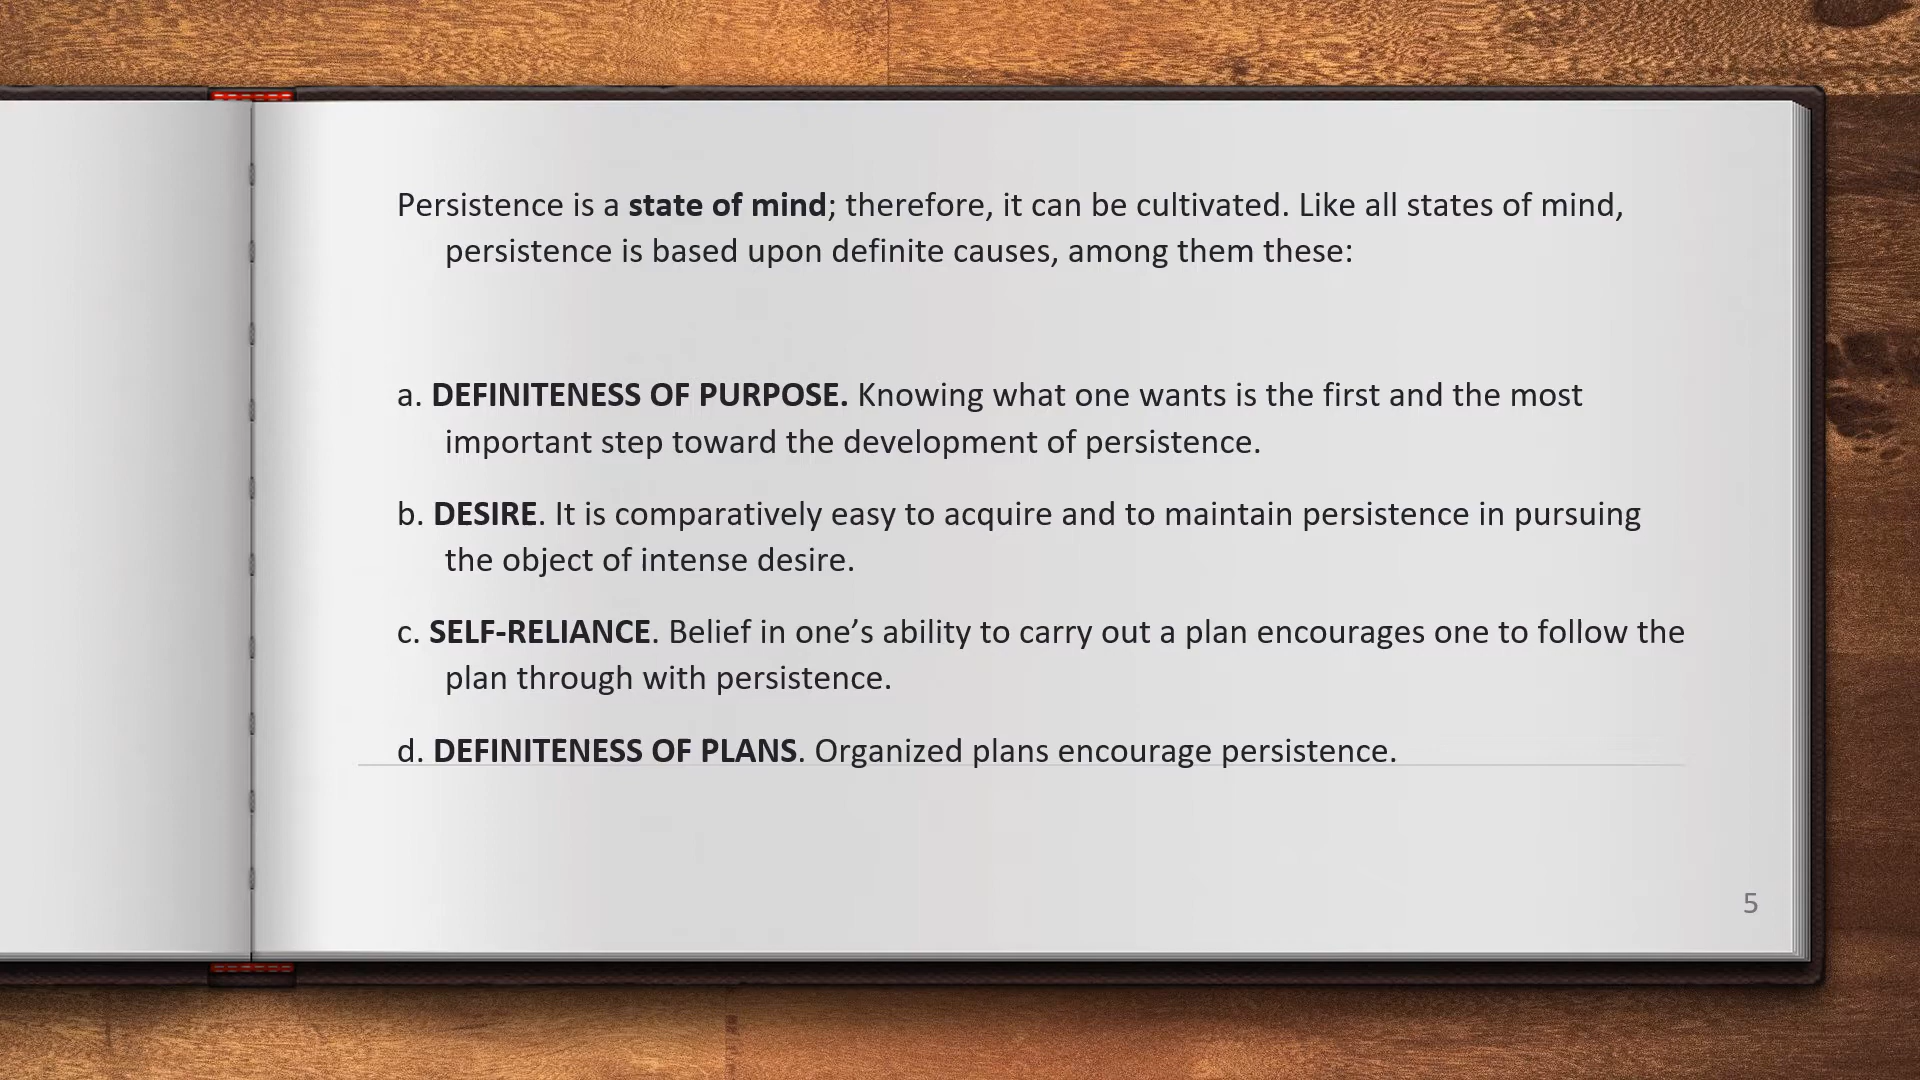 Persistence is a state of mind; therefore, it can be cultivated. Like all states of mind,
persistence is based upon definite causes, among them these:
a. DEFINITENESS OF PURPOSE. Knowing what one wants is the first and the most
important step toward the development of persistence.
b. DESIRE. It is comparatively easy to acquire and to maintain persistence in pursuing
the object of intense desire.
c. SELF-RELIANCE. Belief in one’s ability to carry out a plan encourages one to follow the
plan through with persistence.
d. DEFINITENESS OF PLANS. Organized plans encourage persistence.
5